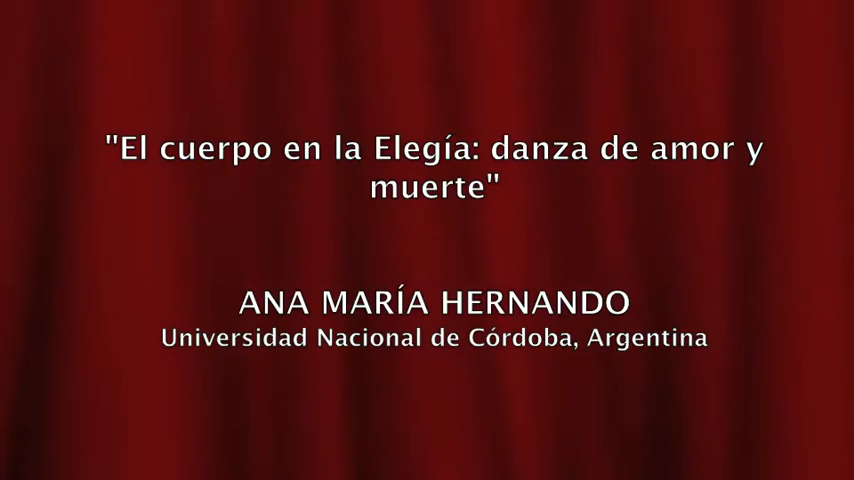 "El cuerpo en la Elegía: danza de amor y
muerte"
ANA MARÍA HERNANDO
Universidad Nacional de Córdoba, Argentina